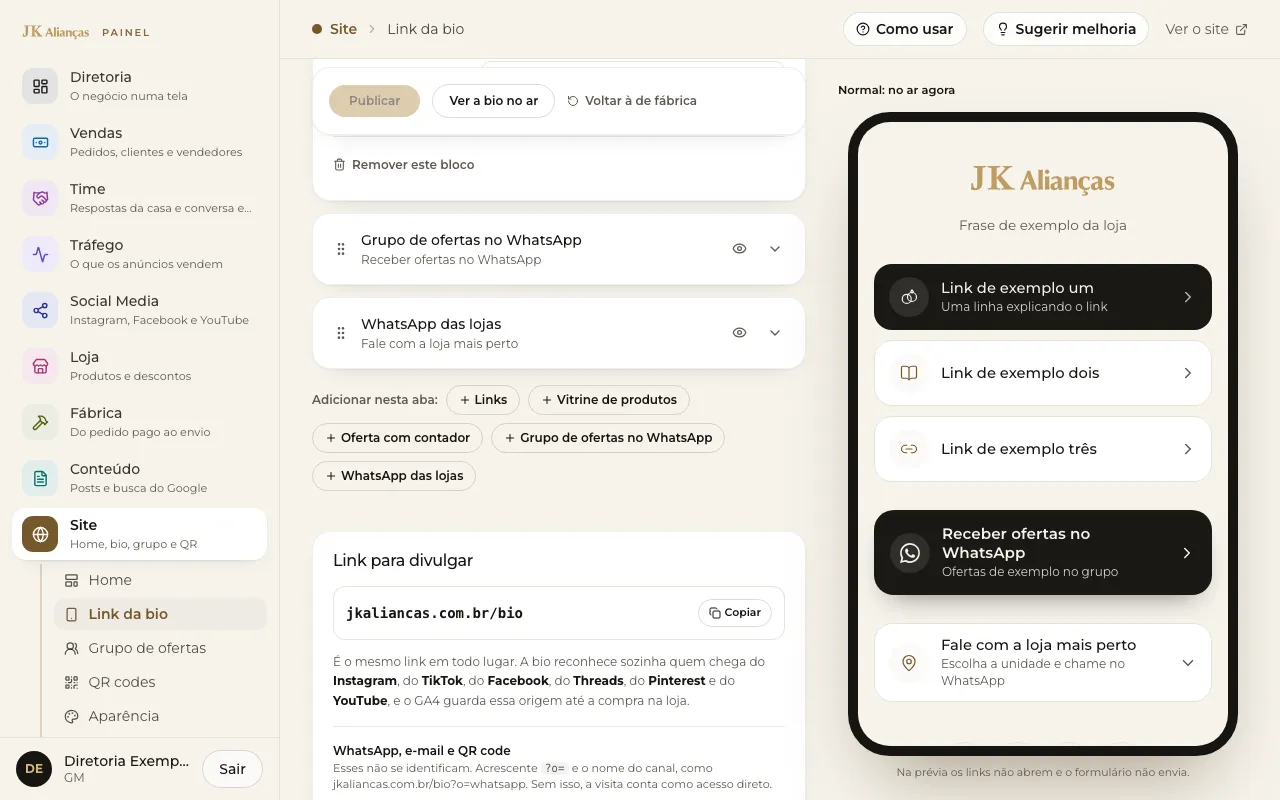 JK Alianças PAINEL
Diretoria
O negócio numa tela
Vendas
Pedidos, clientes e vendedores
Time
Respostas da casa e conversa e...
Tráfego
O que os anúncios vendem
Social Media
Instagram, Facebook e YouTube
Loja
Produtos e descontos
Fábrica
Do pedido pago ao envio
Conteúdo
Posts e busca do Google
Site
Home, bio, grupo e QR
Home
Link da bio
Grupo de ofertas
QR codes
Aparência
DE
Diretoria Exemp...
GM
Sair
Site
Link da bio
Como usar
Sugerir melhoria
Ver o site
Publicar
Ver a bio no ar
Voltar à de fábrica
Remover este bloco
Grupo de ofertas no WhatsApp
Receber ofertas no WhatsApp
WhatsApp das lojas
Fale com a loja mais perto
Adicionar nesta aba:
+ Links
+ Vitrine de produtos
+ Oferta com contador
+ Grupo de ofertas no WhatsApp
+ WhatsApp das lojas
Link para divulgar
jkaliancas.com.br/bio
Copiar
É o mesmo link em todo lugar. A bio reconhece sozinha quem chega do
Instagram, do TikTok, do Facebook, do Threads, do Pinterest e do
YouTube, e o GA4 guarda essa origem até a compra na loja.
WhatsApp, e-mail e QR code
Esses não se identificam. Acrescente ?o= e o nome do canal, como
jkaliancas.com.br/bio?o=whatsapp. Sem isso, a visita conta como acesso direto.
Normal: no ar agora
JK Alianças
Frase de exemplo da loja
Link de exemplo um
Uma linha explicando o link
Link de exemplo dois
Link de exemplo três
Receber ofertas no
WhatsApp
Ofertas de exemplo no grupo
Fale com a loja mais perto
Escolha a unidade e chame no
WhatsApp
Na prévia os links não abrem e o formulário não envia.